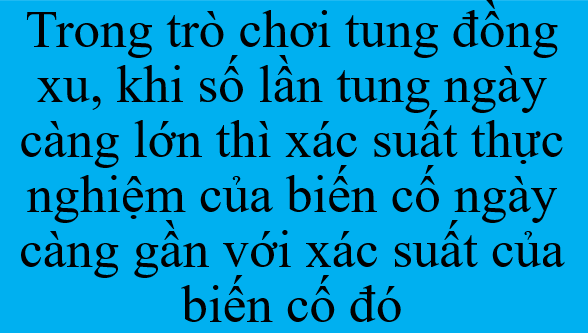 Trong trò chơi tung đồng
xu, khi số lần tung ngày
càng lớn thì xác suất thực
nghiệm của biến cố ngày
càng gần với xác suất của
biến cố đó